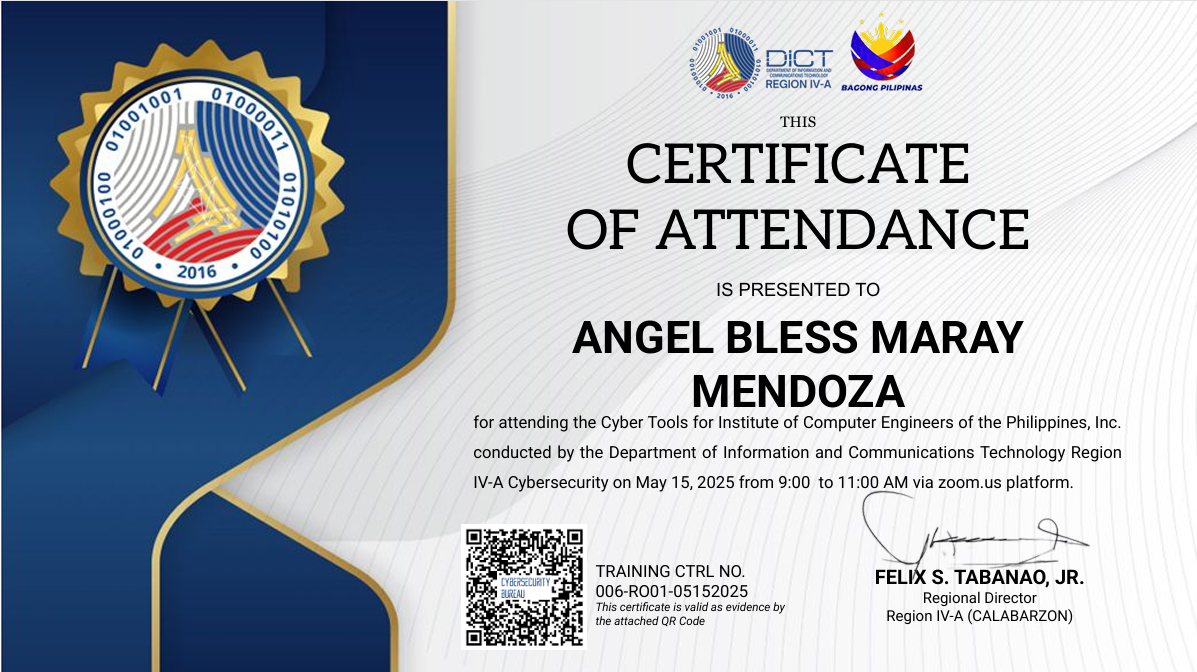 01001001 01000011
01000100 01010100
2016
01001001 01000011
01000100 01010100
2016
DICT
DEPARTMENT OF INFORMATION AND
COMMUNICATIONS TECHNOLOGY
REGION IV-A
BAGONG PILIPINAS
THIS
CERTIFICATE
OF ATTENDANCE
IS PRESENTED TO
ANGEL BLESS MARAY
MENDOZA
for attending the Cyber Tools for Institute of Computer Engineers of the Philippines, Inc.
conducted by the Department of Information and Communications Technology Region
IV-A Cybersecurity on May 15, 2025 from 9:00 to 11:00 AM via zoom.us platform.
CYBERSECURITY
BUREAU
TRAINING CTRL NO.
006-RO01-05152025
This certificate is valid as evidence by
the attached QR Code
FELIX S. TABANAO, JR.
Regional Director
Region IV-A (CALABARZON)